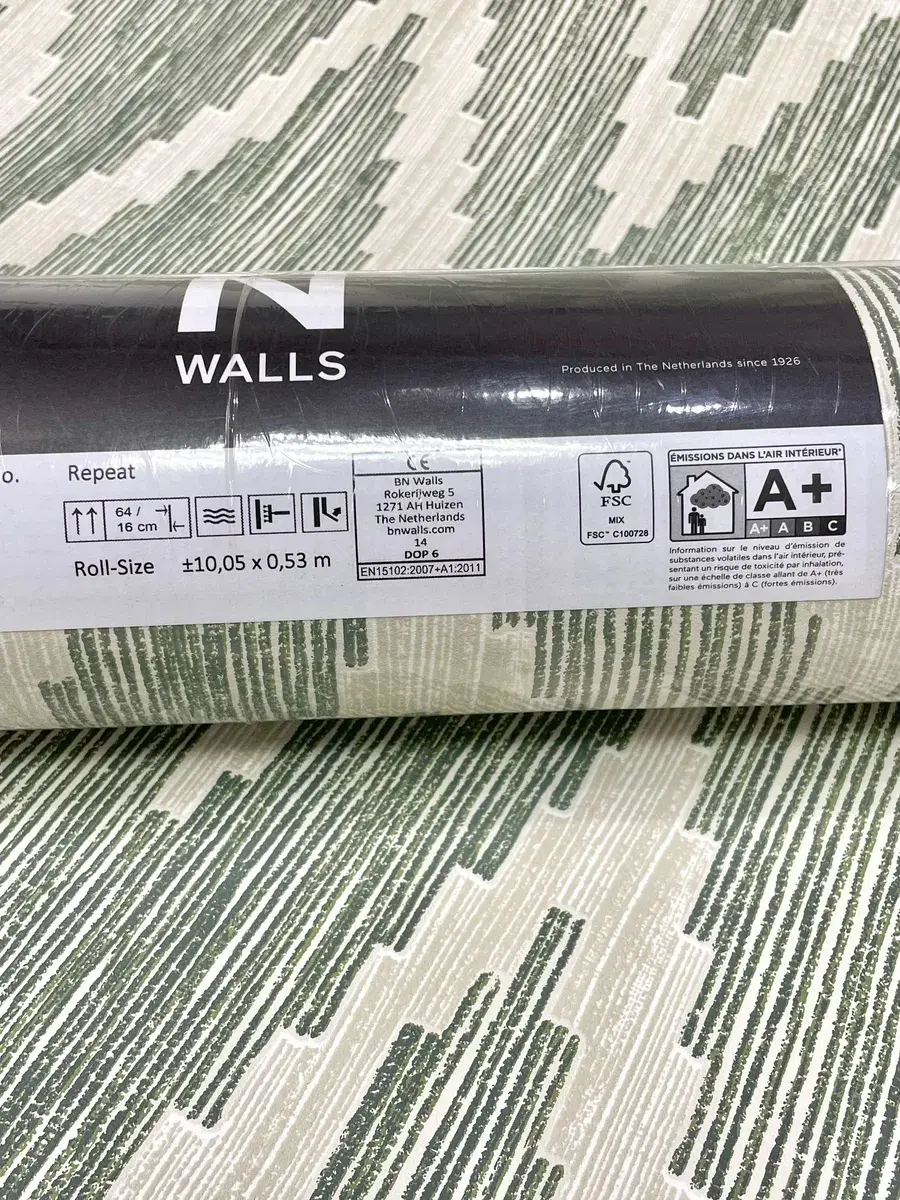 N
WALLS
Produced in The Netherlands since 1926
o.
Repeat
64 /
16 cm
Roll-Size ±10,05 x 0,53 m
CE
BN Walls
Rokerijweg 5
1271 AH Huizen
The Netherlands
bnwalls.com
14
DOP 6
EN15102:2007+A1:2011
FSC
MIX
FSC™ C100728
ÉMISSIONS DANS L'AIR INTÉRIEUR*
A+
A+ A B C
Information sur le niveau d'émission de
substances volatiles dans l'air intérieur, pré-
sentant un risque de toxicité par inhalation,
sur une échelle de classe allant de A+ (très
faibles émissions) à C (fortes émissions).